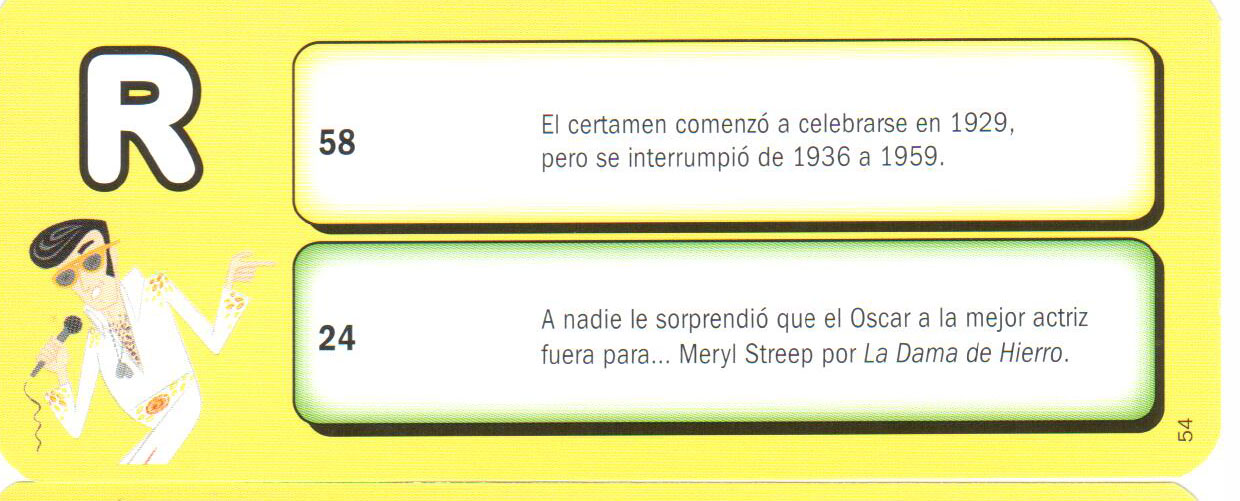 R
58
El certamen comenzó a celebrarse en 1929,
pero se interrumpió de 1936 a 1959.
24
A nadie le sorprendió que el Oscar a la mejor actriz
fuera para... Meryl Streep por La Dama de Hierro.
54